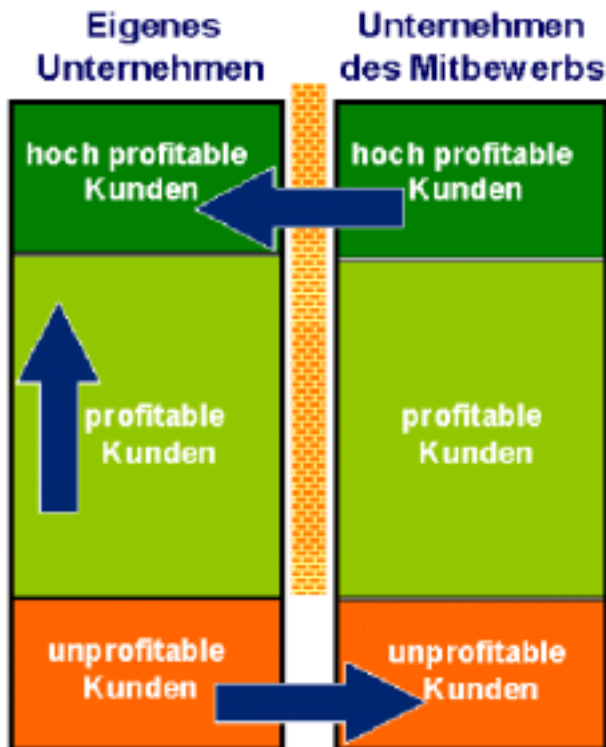 Eigenes
Unternehmen
Unternehmen
des Mitbewerbs
hoch profitable
Kunden
hoch profitable
Kunden
profitable
Kunden
profitable
Kunden
unprofitable
Kunden
unprofitable
Kunden